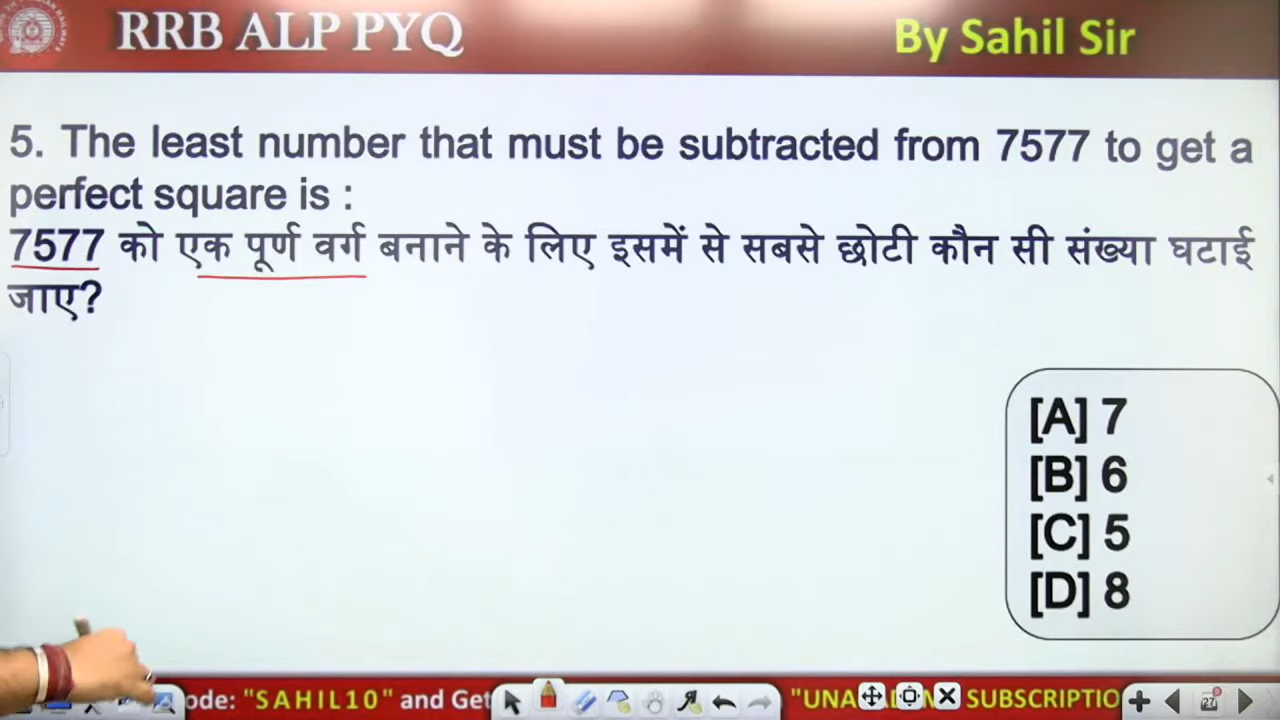 RRB ALP PYQ
By Sahil Sir
5. The least number that must be subtracted from 7577 to get a
perfect square is :
7577 को एक पूर्ण वर्ग बनाने के लिए इसमें से सबसे छोटी कौन सी संख्या घटाई
जाए?
[A] 7
[B] 6
[C] 5
[D] 8
ode: "SAHIL10" and Get
"UNA
SUBSCRIPTIO
27